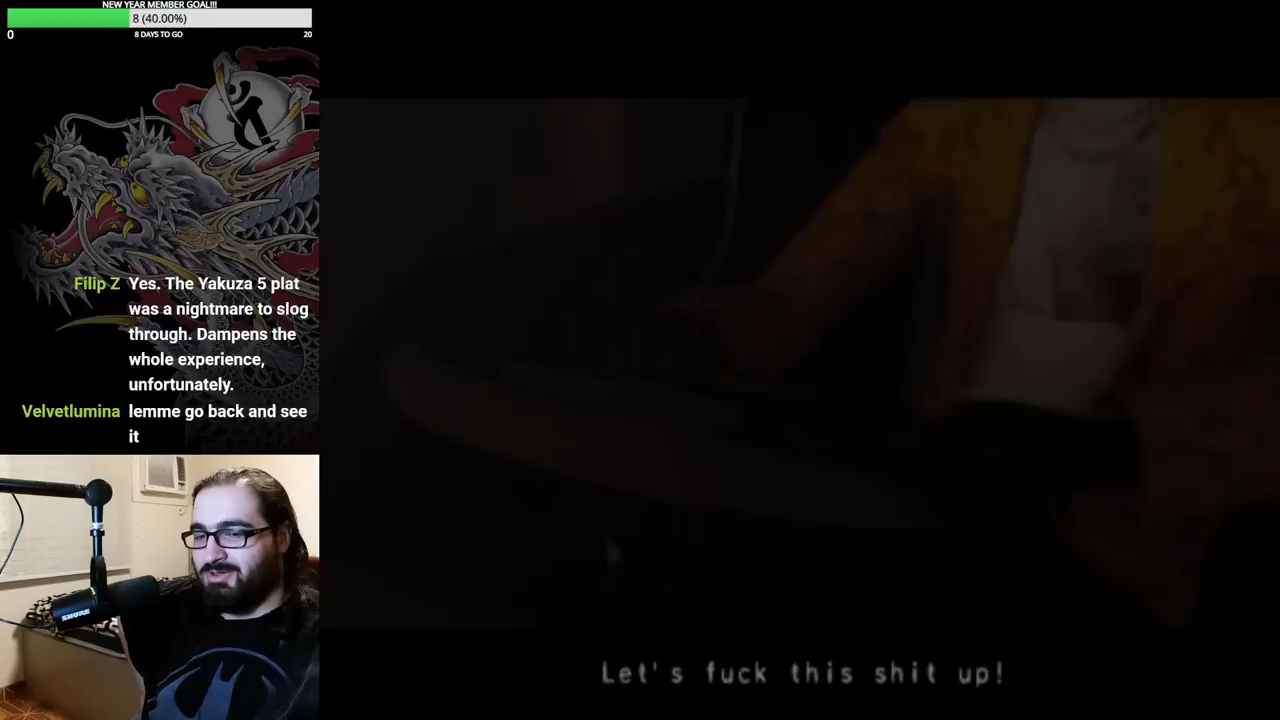 NEW YEAR MEMBER GOAL!!!
8 (40.00%)
0
8 DAYS TO GO
20
Filip Z Yes. The Yakuza 5 plat
was a nightmare to slog
through. Dampens the
whole experience,
unfortunately.
Velvetlumina lemme go back and see
it
SHURE
Let's fuck this shit up!